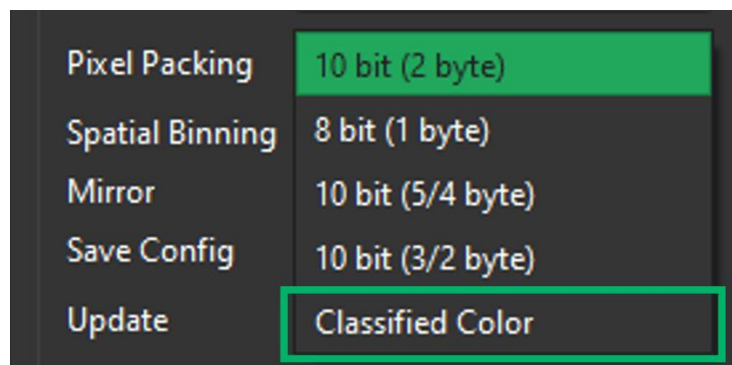 Pixel Packing 10 bit (2 byte)
Spatial Binning 8 bit (1 byte)
Mirror 10 bit (5/4 byte)
Save Config 10 bit (3/2 byte)
Update Classified Color